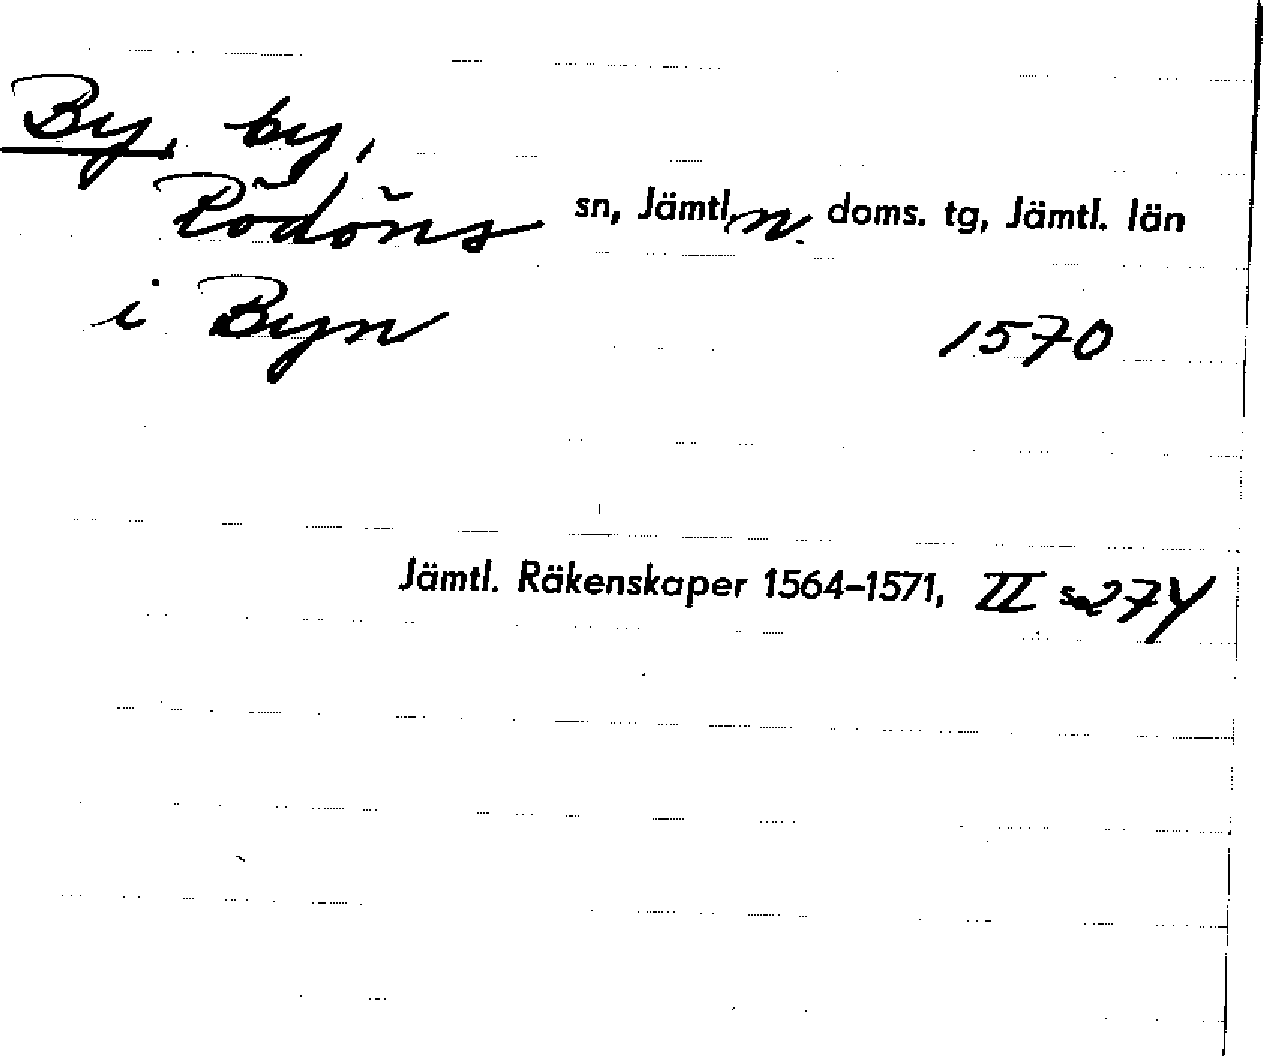 By, by,
Rödöns sn, Jämtl, n. doms. tg, Jämtl. län
i Byn 1570
Jämtl. Räkenskaper 1564–1571, II s. 274